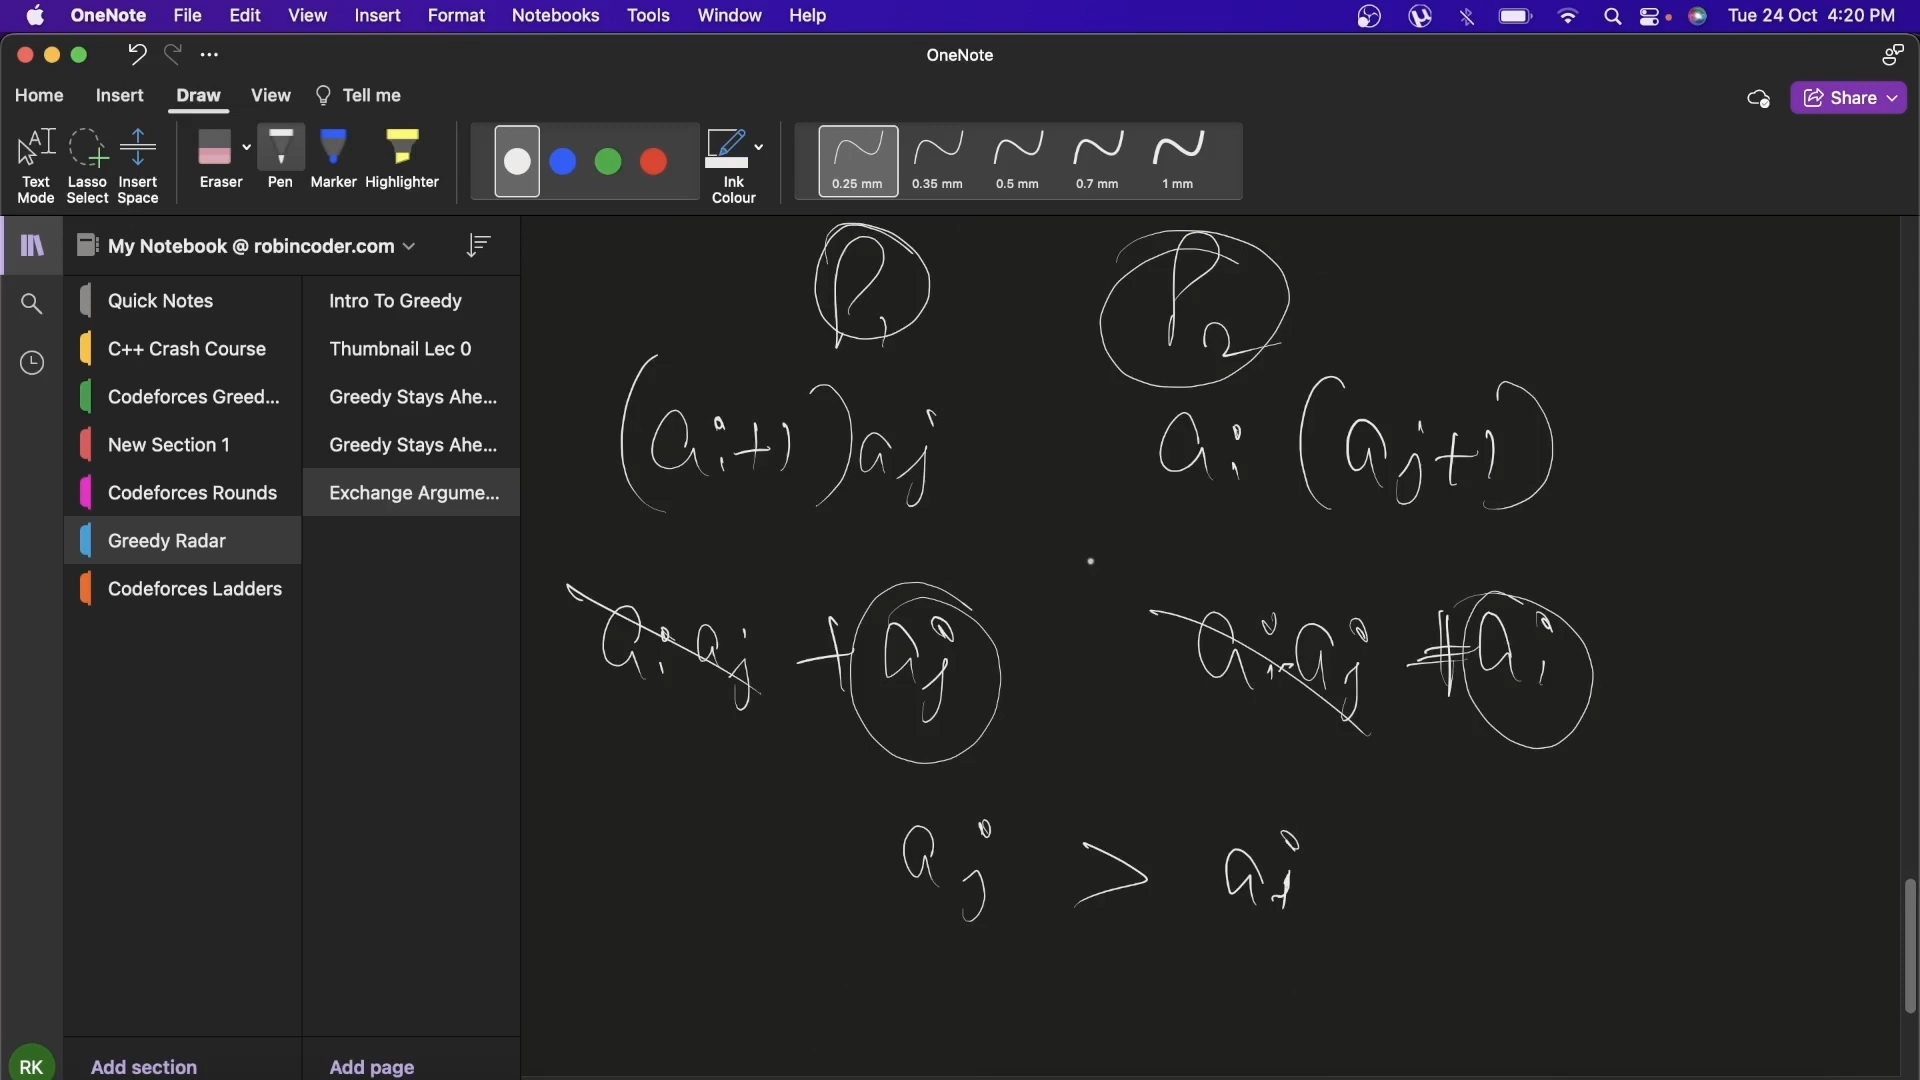 OneNote File Edit View Insert Format Notebooks Tools Window Help Tue 24 Oct 4:20 PM
OneNote
Home Insert Draw View Tell me Share
Text Mode
Lasso Select
Insert Space
Eraser
Pen
Marker
Highlighter
Ink Colour
0.25 mm 0.35 mm 0.5 mm 0.7 mm 1 mm
My Notebook @ robincoder.com
Quick Notes
C++ Crash Course
Codeforces Greed...
New Section 1
Codeforces Rounds
Greedy Radar
Codeforces Ladders
Intro To Greedy
Thumbnail Lec 0
Greedy Stays Ahe...
Greedy Stays Ahe...
Exchange Argume...
P1 P2
(ai+1)aj ai(aj+1)
aiaj + aj ai.aj + ai
aj > ai
RK
Add section
Add page